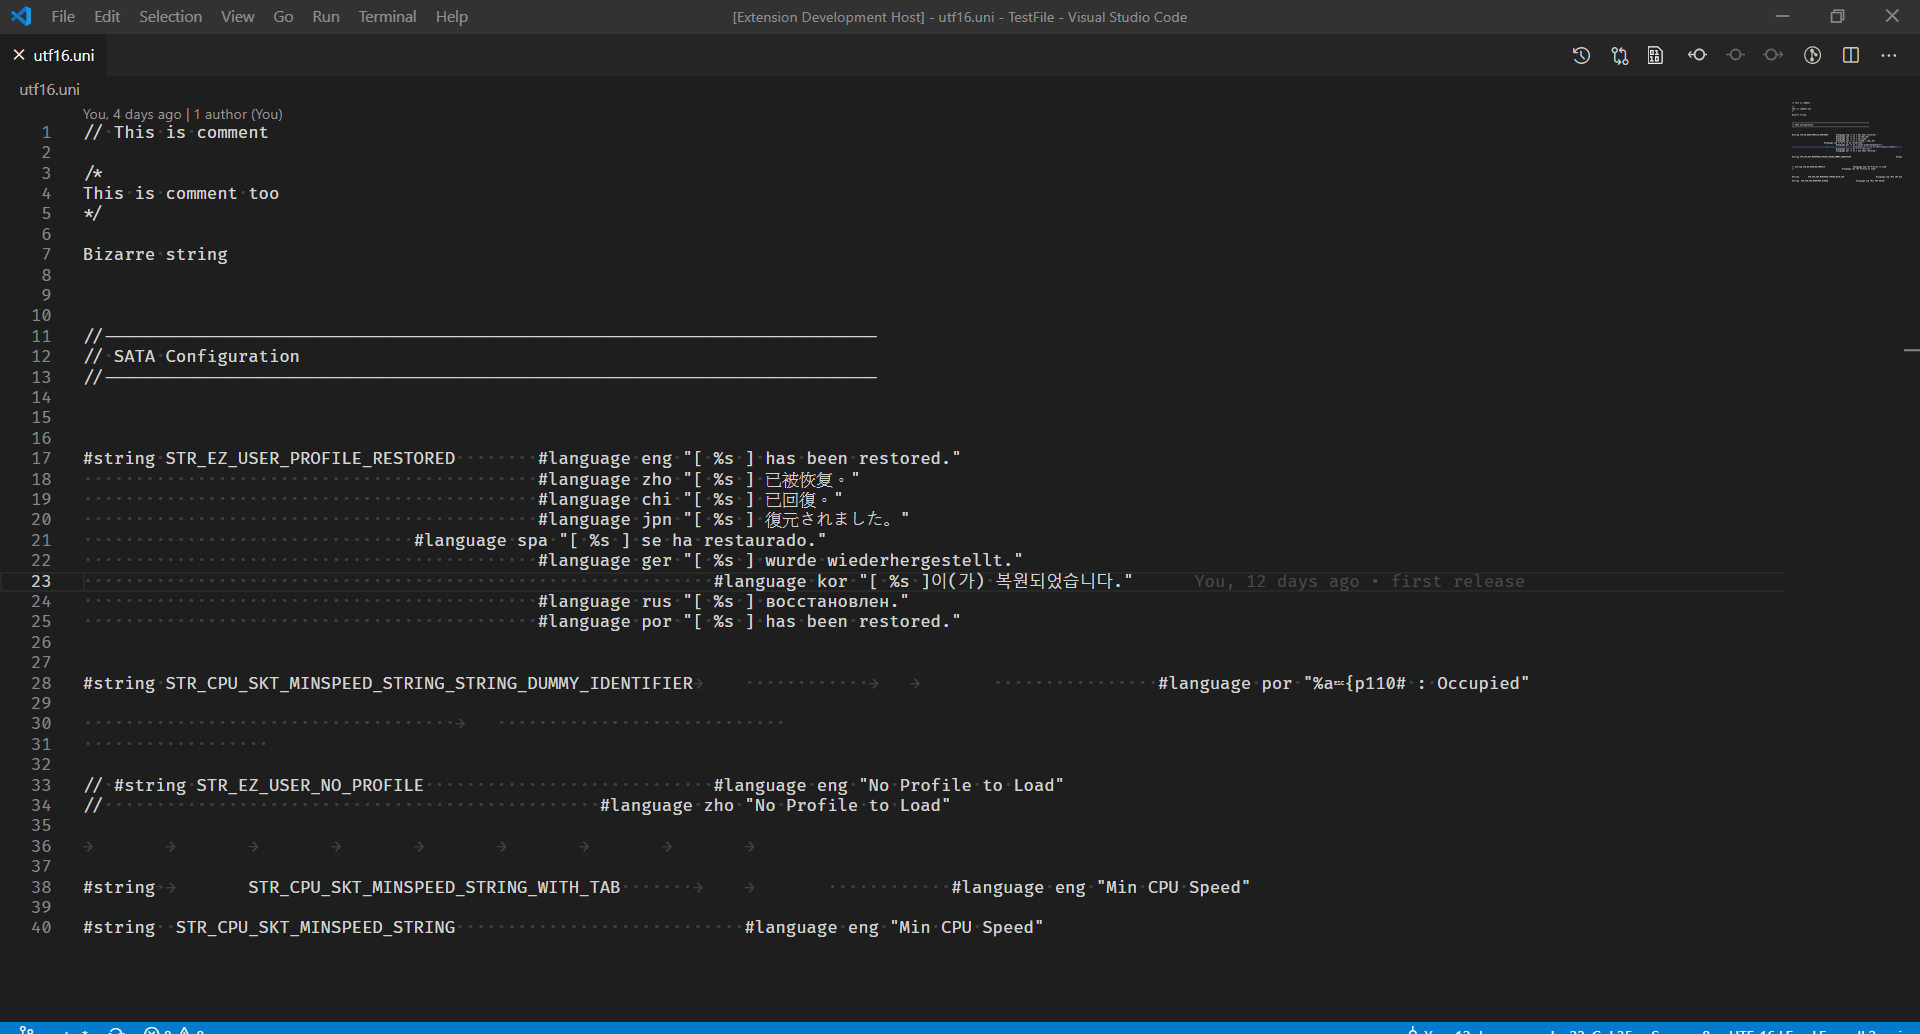 File Edit Selection View Go Run Terminal Help
[Extension Development Host] - utf16.uni - TestFile - Visual Studio Code
utf16.uni
utf16.uni
You, 4 days ago | 1 author (You)
1 // This is comment
2
3 /*
4 This is comment too
5 */
6
7 Bizarre string
8
9
10
11 //
12 // SATA Configuration
13 //
14
15
16
17 #string STR_EZ_USER_PROFILE_RESTORED #language eng "[ %s ] has been restored."
18 #language zho "[ %s ] 已被恢复。"
19 #language chi "[ %s ] 已回復。"
20 #language jpn "[ %s ] 復元されました。"
21 #language spa "[ %s ] se ha restaurado."
22 #language ger "[ %s ] wurde wiederhergestellt."
23 #language kor "[ %s ]이(가) 복원되었습니다." You, 12 days ago • first release
24 #language rus "[ %s ] восстановлен."
25 #language por "[ %s ] has been restored."
26
27
28 #string STR_CPU_SKT_MINSPEED_STRING_STRING_DUMMY_IDENTIFIER #language por "%a{p110# : Occupied"
29
30
31
32
33 // #string STR_EZ_USER_NO_PROFILE #language eng "No Profile to Load"
34 // #language zho "No Profile to Load"
35
36
37
38 #string STR_CPU_SKT_MINSPEED_STRING_WITH_TAB #language eng "Min CPU Speed"
39
40 #string STR_CPU_SKT_MINSPEED_STRING #language eng "Min CPU Speed"